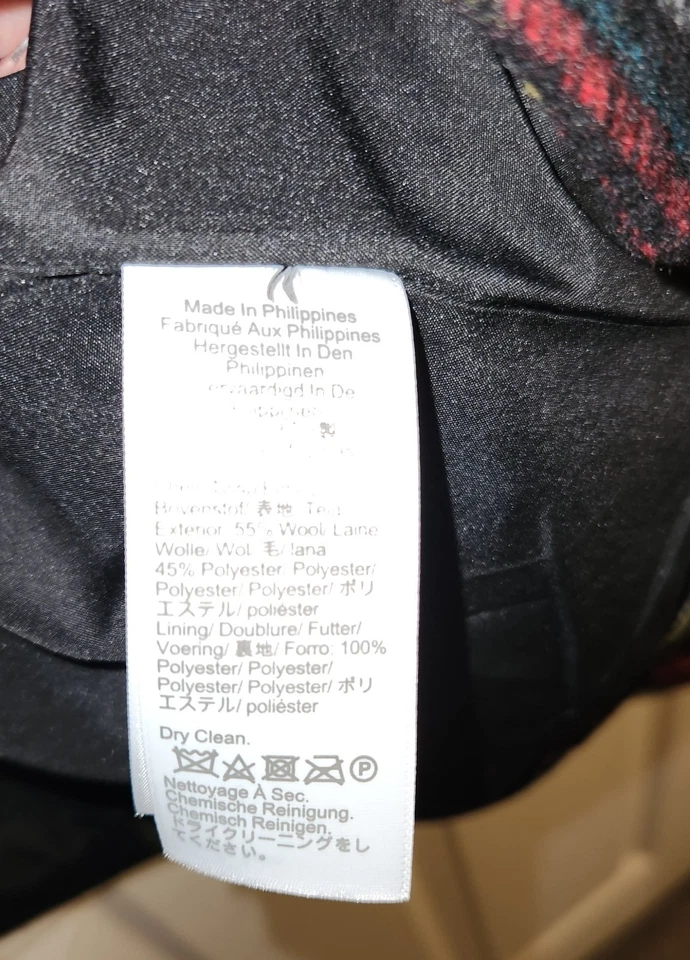 Made In Philippines
Fabriqué Aux Philippines
Hergestellt In Den
Philippinen
In De
表地
Exterior: 55% Wool/ Laine
Wolle/ Wol/ 毛/ lana
45% Polyester/ Polyester/
Polyester/ Polyester/ ポリ
エステル/ poliéster
Lining/ Doublure/ Futter/
Voering/ 裏地/ Forro: 100%
Polyester/ Polyester/
Polyester/ Polyester/ ポリ
エステル/ poliéster
Dry Clean.
P
Nettoyage À Sec.
Chemische Reinigung.
Chemisch Reinigen.
ドライクリーニングをし
てください。